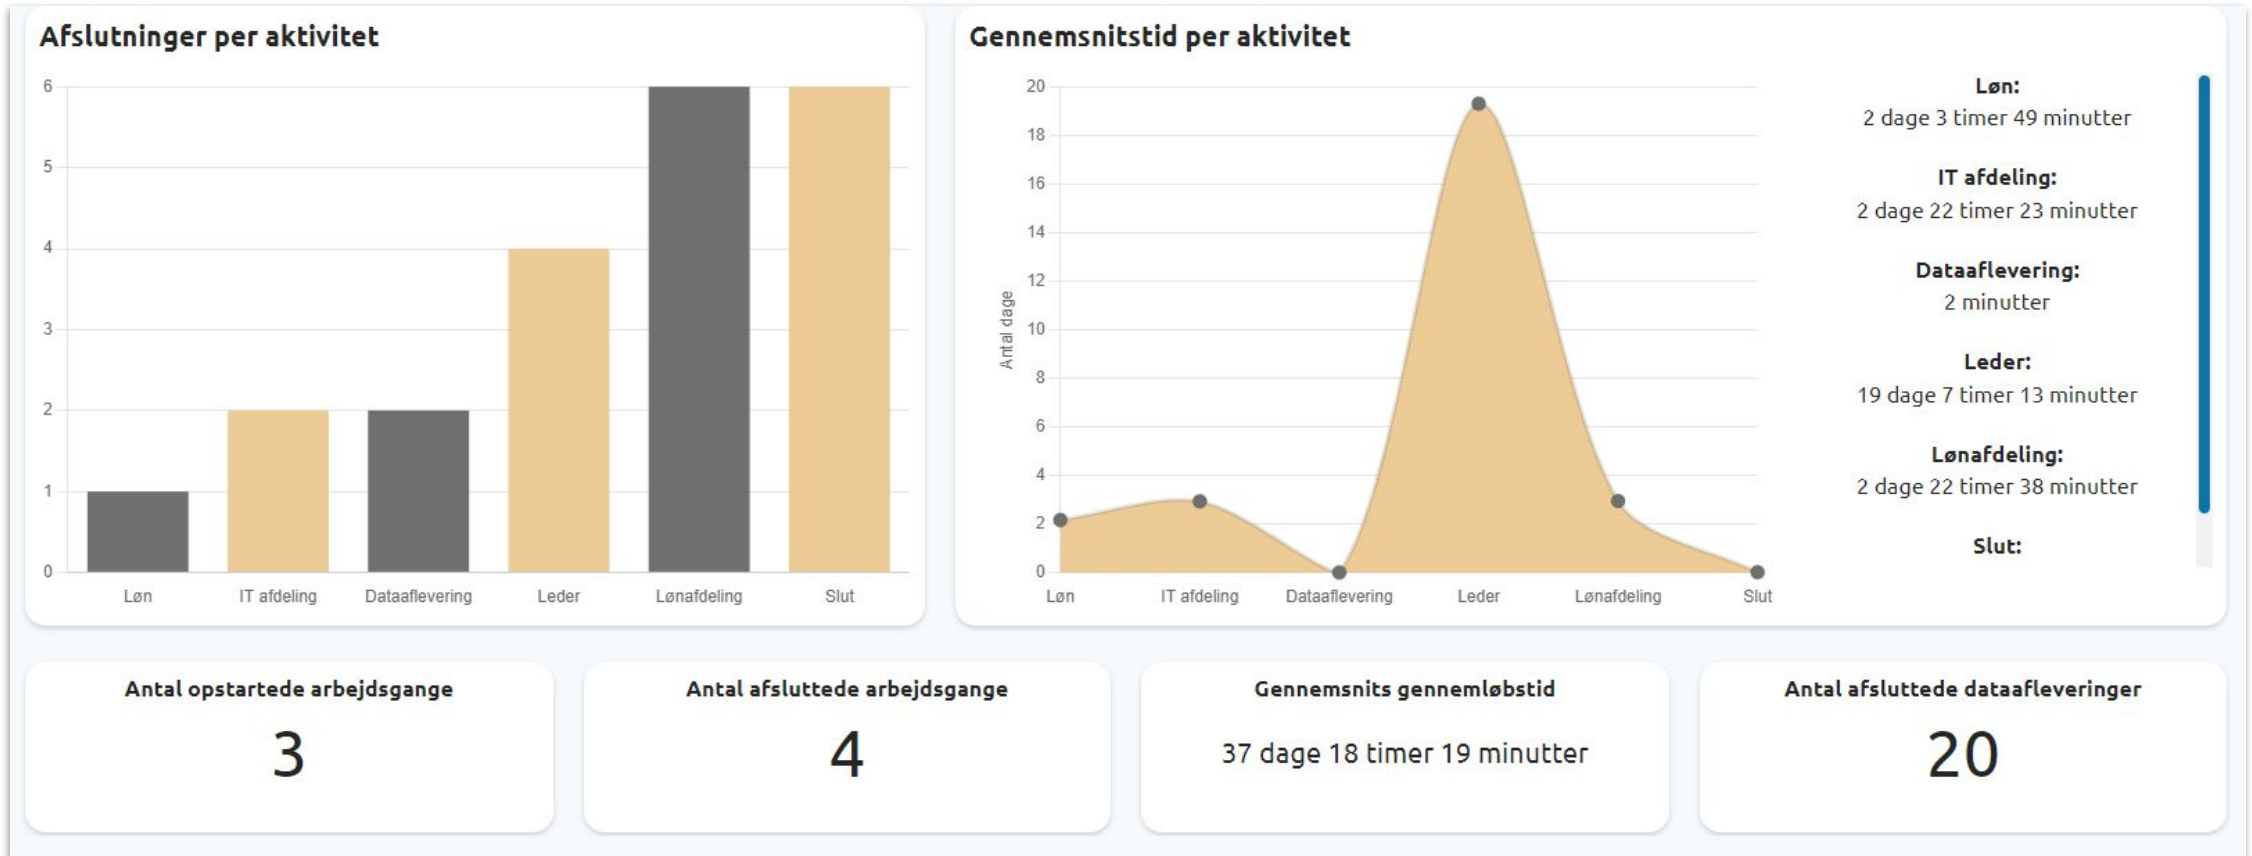 Afslutninger per aktivitet
6
5
4
3
2
1
0
Løn
IT afdeling
Dataaflevering
Leder
Lønafdeling
Slut
Gennemsnitstid per aktivitet
Antal dage
20
18
16
14
12
10
8
6
4
2
0
Løn
IT afdeling
Dataaflevering
Leder
Lønafdeling
Slut
Løn:
2 dage 3 timer 49 minutter
IT afdeling:
2 dage 22 timer 23 minutter
Dataaflevering:
2 minutter
Leder:
19 dage 7 timer 13 minutter
Lønafdeling:
2 dage 22 timer 38 minutter
Slut:
Antal opstartede arbejdsgange
3
Antal afsluttede arbejdsgange
4
Gennemsnits gennemløbstid
37 dage 18 timer 19 minutter
Antal afsluttede dataafleveringer
20